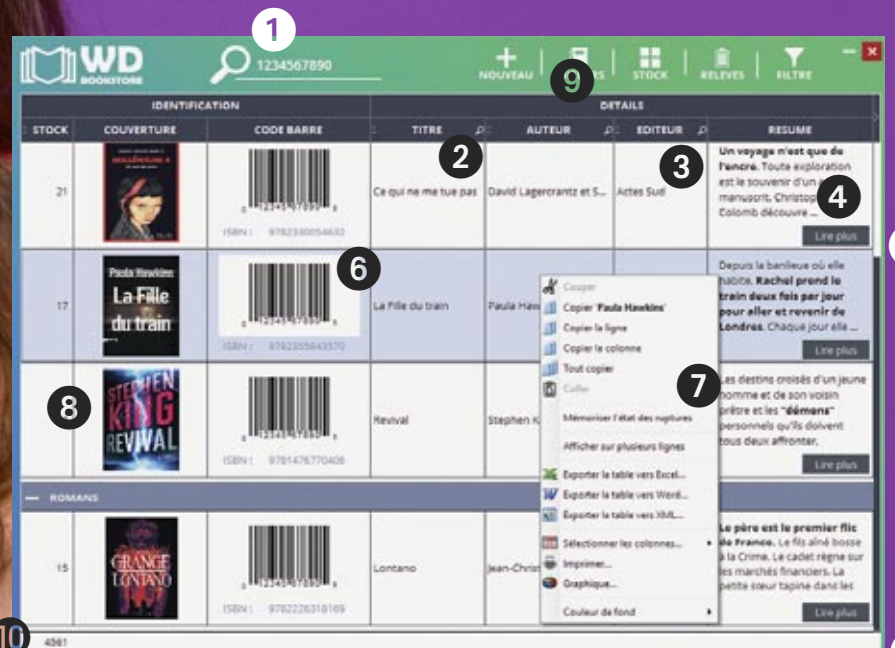 1
WD
BOOKSTORE
1234567890
NOUVEAU
9
STOCK
RELEVES
FILTRE
IDENTIFICATION
DETAILS
STOCK
COUVERTURE
CODE BARRE
TITRE
AUTEUR
EDITEUR
RESUME
2
3
21
Ce qui ne me tue pas
David Lagercrantz et S...
Actes Sud
ISBN : 9782330054632
Un voyage n'est que de
l'encre. Toute exploration
est le souvenir d'un
manuscrit.
Colomb découvre ...
4
Lire plus
17
Paula Hawkins
La Fille
du train
6
ISBN : 9782355843570
La Fille du train
Paula Haw
Depuis la banlieue où elle
habite. Rachel prend le
train deux fois par jour
pour aller et revenir de
Londres. Chaque jour elle ...
Lire plus
Couper
Copier 'Paula Hawkins'
Copier la ligne
Copier la colonne
Tout copier
Coller
7
Mémoriser l'état des ruptures
Afficher sur plusieurs lignes
Exporter la table vers Excel...
Exporter la table vers Word...
Exporter la table vers XML...
Sélectionner les colonnes...
Imprimer...
Graphique...
Couleur de fond
8
STEPHEN
KING
REVIVAL
ISBN : 9781476770406
Revival
Stephen K
Les destins croisés d'un jeune
homme et de son voisin
prêtre et les "démons"
personnels qu'ils doivent
tous deux affronter.
Lire plus
ROMANS
15
GRANGE
LONTANO
ISBN : 9782226318169
Lontano
Jean-Christ
Le père est le premier flic
de France. Le fils aîné bosse
à la Crime. Le cadet règne sur
les marchés financiers. La
petite sœur tapine dans les
Lire plus
10
4361